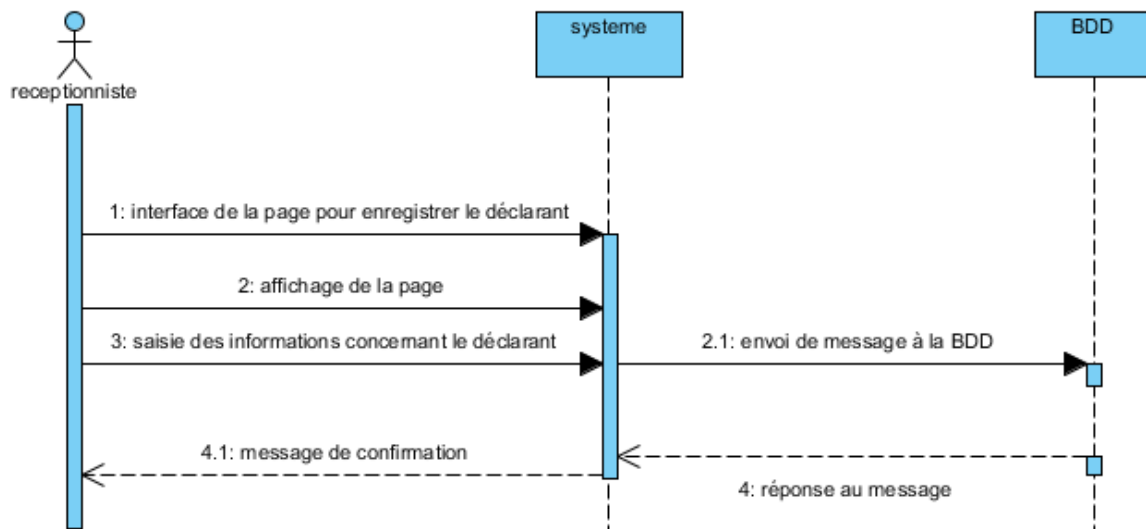 systeme
BDD
receptionniste
1: interface de la page pour enregistrer le déclarant
2: affichage de la page
3: saisie des informations concernant le déclarant
2.1: envoi de message à la BDD
4.1: message de confirmation
4: réponse au message